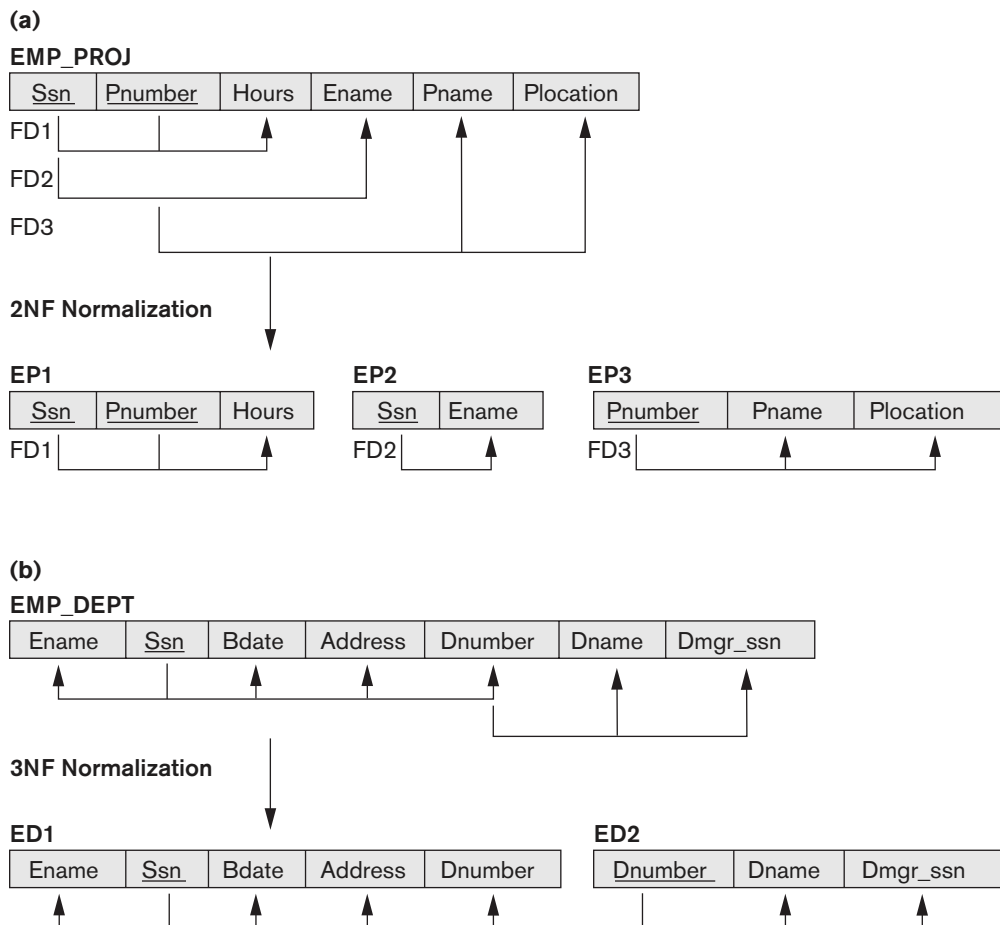 (a)
EMP_PROJ
Ssn Pnumber Hours Ename Pname Plocation
FD1
FD2
FD3
2NF Normalization
EP1 EP2 EP3
Ssn Pnumber Hours Ssn Ename Pnumber Pname Plocation
FD1 FD2 FD3
(b)
EMP_DEPT
Ename Ssn Bdate Address Dnumber Dname Dmgr_ssn
3NF Normalization
ED1 ED2
Ename Ssn Bdate Address Dnumber Dnumber Dname Dmgr_ssn